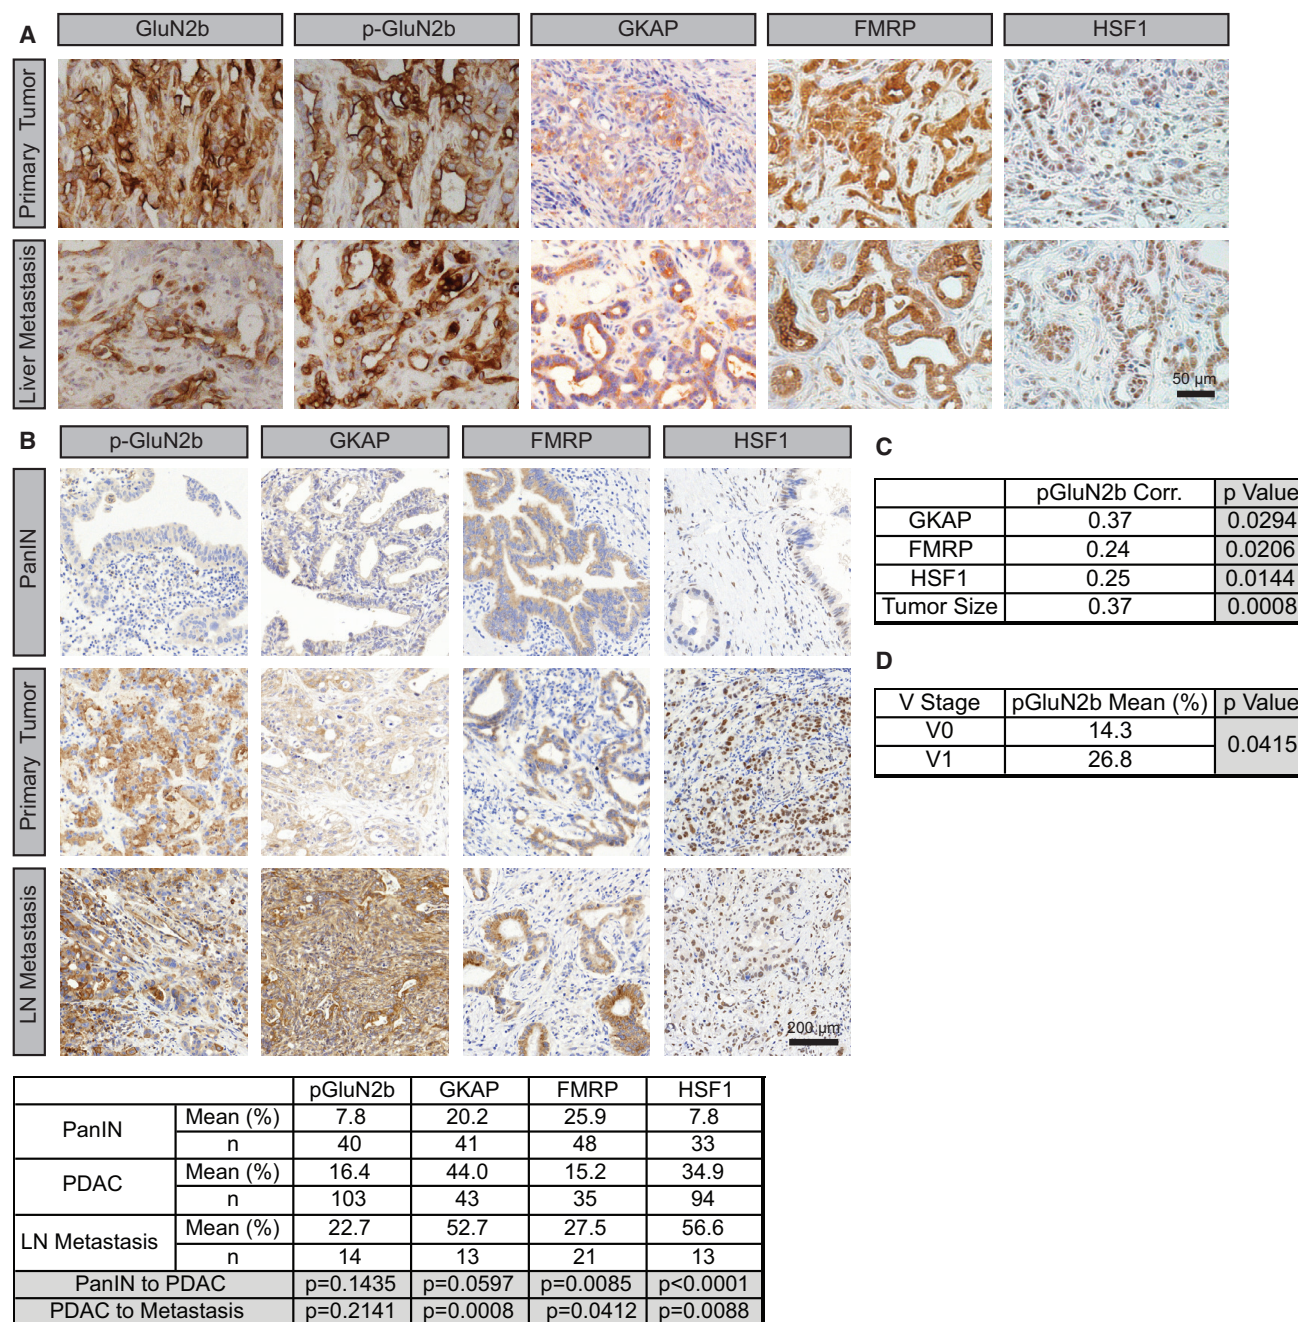 A
GluN2b p-GluN2b GKAP FMRP HSF1
Primary Tumor
Liver Metastasis
50 µm
B
p-GluN2b GKAP FMRP HSF1
PanIN
Primary Tumor
LN Metastasis
200 µm
pGluN2b GKAP FMRP HSF1
PanIN Mean (%) 7.8 20.2 25.9 7.8
n 40 41 48 33
PDAC Mean (%) 16.4 44.0 15.2 34.9
n 103 43 35 94
LN Metastasis Mean (%) 22.7 52.7 27.5 56.6
n 14 13 21 13
PanIN to PDAC p=0.1435 p=0.0597 p=0.0085 p<0.0001
PDAC to Metastasis p=0.2141 p=0.0008 p=0.0412 p=0.0088
C
pGluN2b Corr. p Value
GKAP 0.37 0.0294
FMRP 0.24 0.0206
HSF1 0.25 0.0144
Tumor Size 0.37 0.0008
D
V Stage pGluN2b Mean (%) p Value
V0 14.3 0.0415
V1 26.8